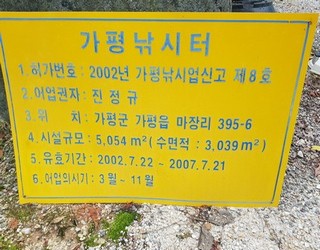 가평낚시터
1.허가번호 : 2002년 가평낚시업신고 제8호
2.어업권자 : 진정규
3.위 치 : 가평군 가평읍 마장리 395-6
4.시설규모 : 5,054 m² (수면적 : 3,039 m²)
5.유효기간 : 2002.7.22 ~ 2007.7.21
6.어업의시기 : 3월 ~ 11월